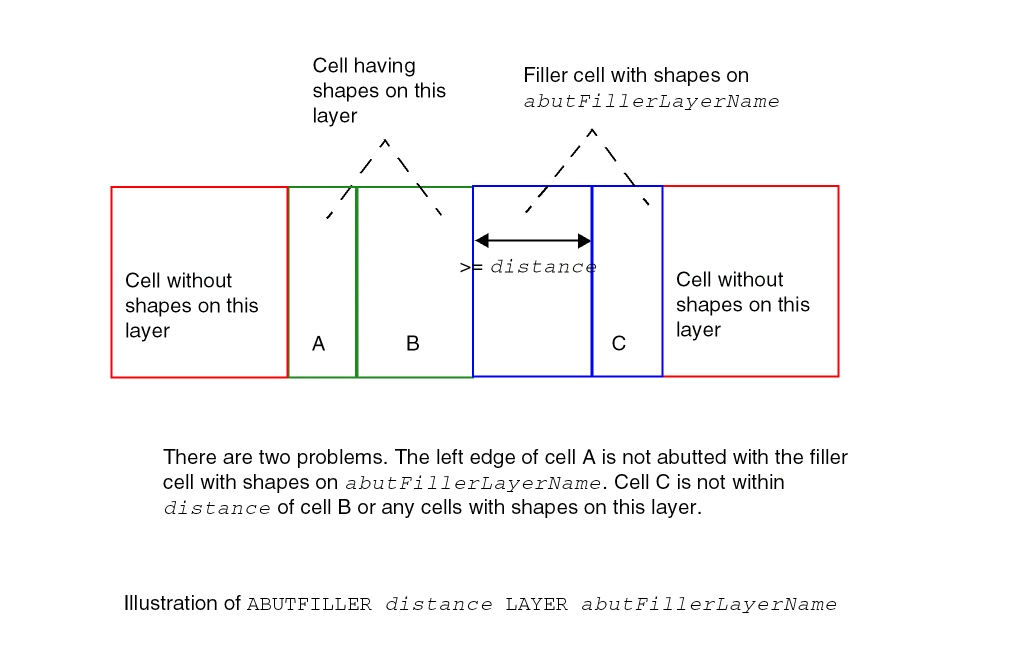 Cell having
shapes on this
layer
Filler cell with shapes on
abutFillerLayerName
Cell without
shapes on this
layer
A
B
>= distance
C
Cell without
shapes on this
layer
There are two problems. The left edge of cell A is not abutted with the filler
cell with shapes on abutFillerLayerName. Cell C is not within
distance of cell B or any cells with shapes on this layer.
Illustration of ABUTFILLER distance LAYER abutFillerLayerName